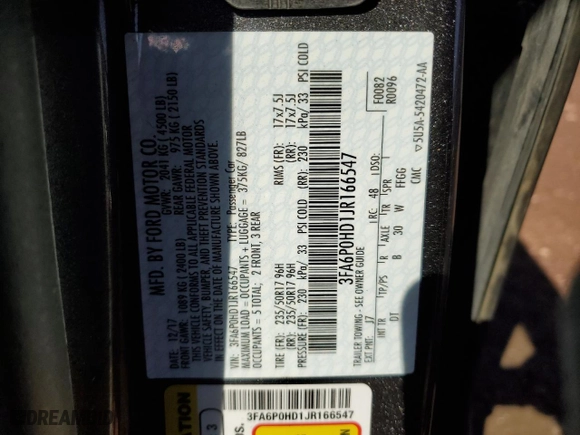 MFD. BY FORD MOTOR CO.
DATE: 12/17 GVWR: 2041 KG ( 4500 LB)
FRONT GAWR: 1089 KG ( 2400 LB) REAR GAWR: 975 KG ( 2150 LB)
THIS VEHICLE CONFORMS TO ALL APPLICABLE FEDERAL MOTOR
VEHICLE SAFETY, BUMPER, AND THEFT PREVENTION STANDARDS
IN EFFECT ON THE DATE OF MANUFACTURE SHOWN ABOVE.
VIN: 3FA6P0HD1JR166547 TYPE: Passenger Car
MAXIMUM LOAD = OCCUPANTS + LUGGAGE = 375KG/ 827LB
OCCUPANTS = 5 TOTAL; 2 FRONT, 3 REAR
TIRE (FR): 235/50R17 96H RIMS (FR): 17x7.5J
(RR): 235/50R17 96H (RR): 17x7.5J
PRESSURE (FR): 230 kPa/ 33 PSI COLD (RR): 230 kPa/ 33 PSI COLD
3FA6P0HD1JR166547
F0082
R0096
TRAILER TOWING - SEE OWNER GUIDE
EXT PNT: J7 RC: 48 DSO:
INT TR TP/PS R AXLE TR SPR
DT B 30 W FFGG
CMC
5U5A-5420472-AA
3FA6P0HD1JR166547
3
DREAMBID